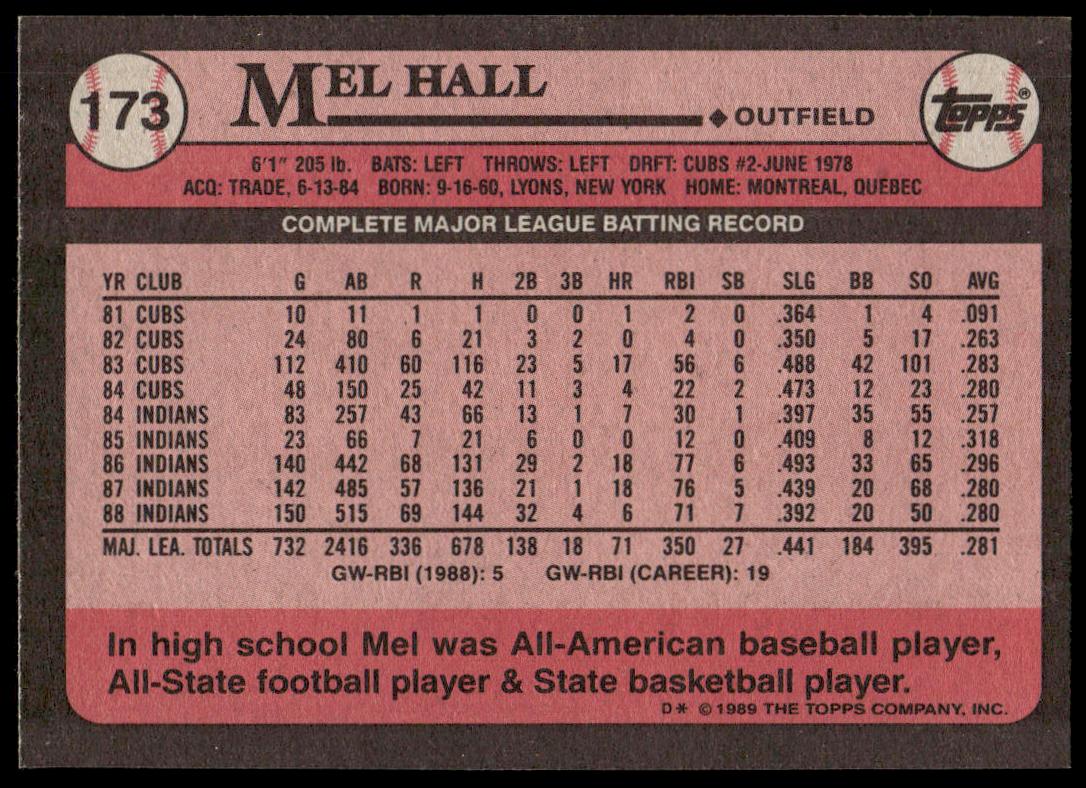 173
MEL HALL
◆ OUTFIELD
TOPPS®
6'1" 205 lb. BATS: LEFT THROWS: LEFT DRFT: CUBS #2-JUNE 1978
ACQ: TRADE, 6-13-84 BORN: 9-16-60, LYONS, NEW YORK HOME: MONTREAL, QUEBEC
COMPLETE MAJOR LEAGUE BATTING RECORD
YR CLUB G AB R H 2B 3B HR RBI SB SLG BB SO AVG
81 CUBS 10 11 1 1 0 0 1 2 0 .364 1 4 .091
82 CUBS 24 80 6 21 3 2 0 4 0 .350 5 17 .263
83 CUBS 112 410 60 116 23 5 17 56 6 .488 42 101 .283
84 CUBS 48 150 25 42 11 3 4 22 2 .473 12 23 .280
84 INDIANS 83 257 43 66 13 1 7 30 1 .397 35 55 .257
85 INDIANS 23 66 7 21 6 0 0 12 0 .409 8 12 .318
86 INDIANS 140 442 68 131 29 2 18 77 6 .493 33 65 .296
87 INDIANS 142 485 57 136 21 1 18 76 5 .439 20 68 .280
88 INDIANS 150 515 69 144 32 4 6 71 7 .392 20 50 .280
MAJ. LEA. TOTALS 732 2416 336 678 138 18 71 350 27 .441 184 395 .281
GW-RBI (1988): 5 GW-RBI (CAREER): 19
In high school Mel was All-American baseball player,
All-State football player & State basketball player.
D* © 1989 THE TOPPS COMPANY, INC.